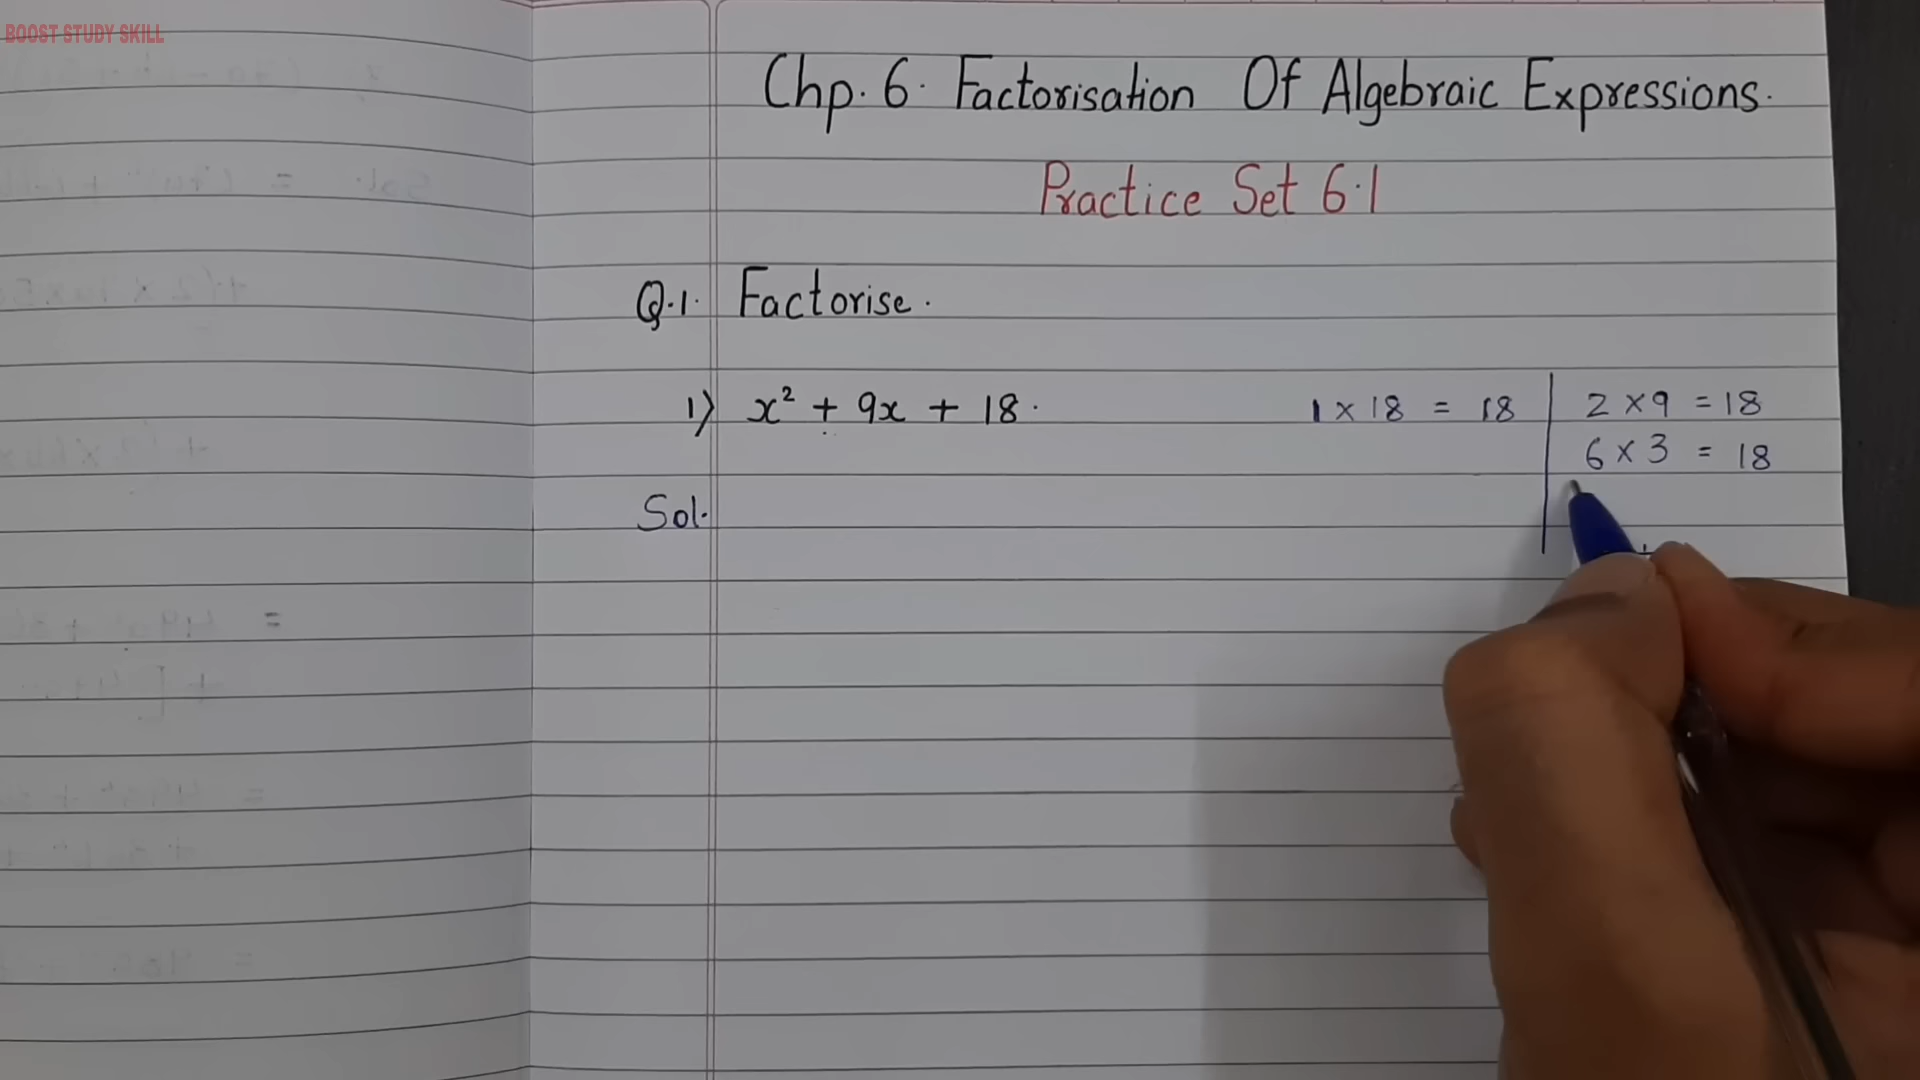 BOOST STUDY SKILL
Chp. 6. Factorisation Of Algebraic Expressions.
Practice Set 6.1
Q.1. Factorise.
1) x² + 9x + 18.
1 x 18 = 18
2 x 9 = 18
6 x 3 = 18
Sol.